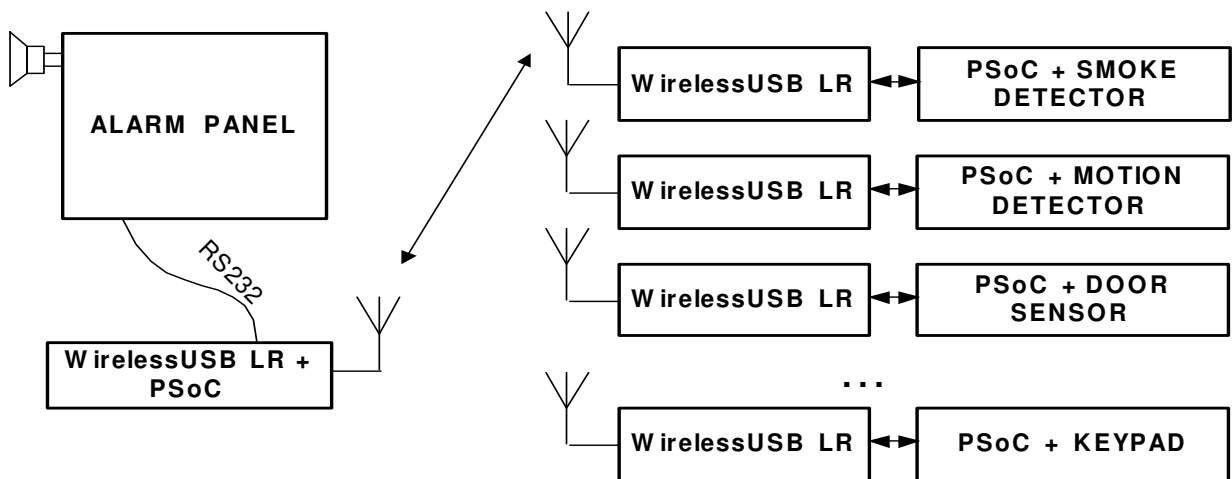 ALARM PANEL
RS232
WirelessUSB LR +
PSoC
WirelessUSB LR
PSoC + SMOKE
DETECTOR
WirelessUSB LR
PSoC + MOTION
DETECTOR
WirelessUSB LR
PSoC + DOOR
SENSOR
...
WirelessUSB LR
PSoC + KEYPAD